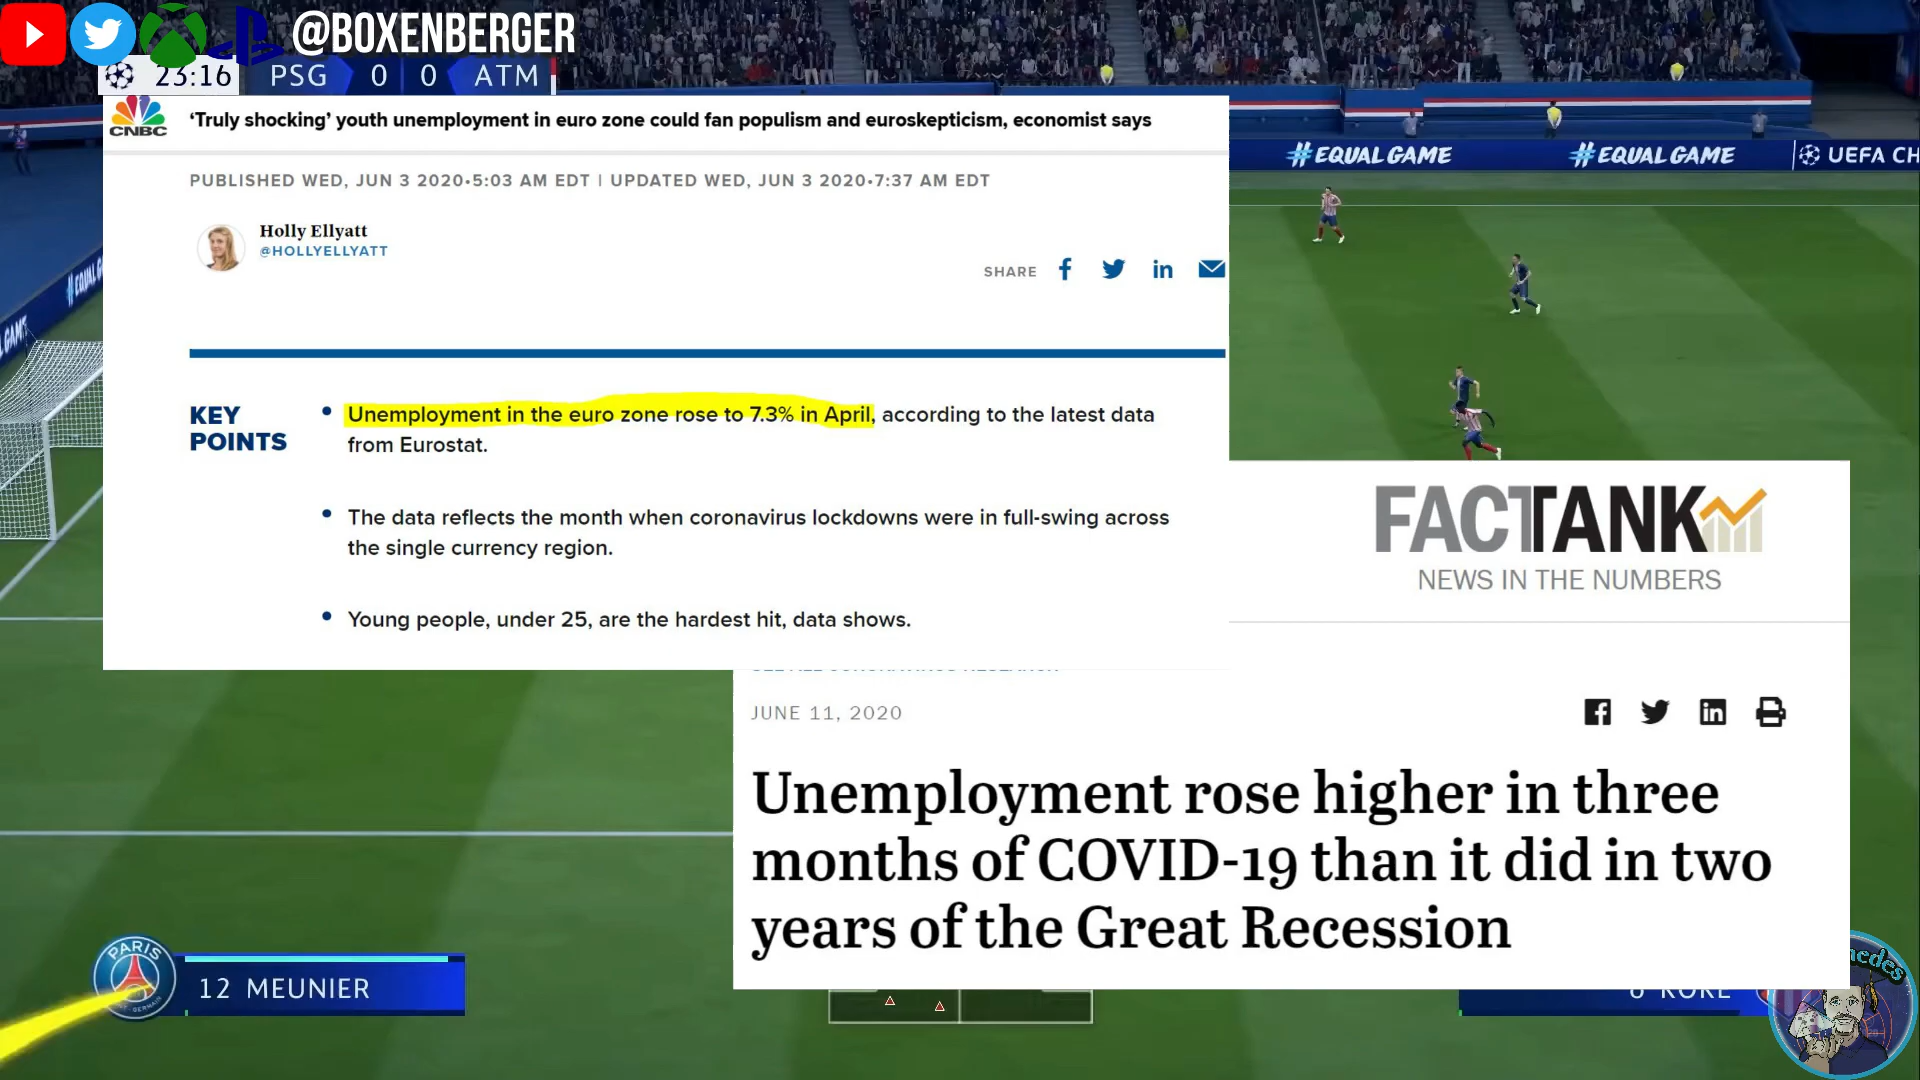 @BOXENBERGER
23:16 PSG 0 0 ATM
CNBC
‘Truly shocking’ youth unemployment in euro zone could fan populism and euroskepticism, economist says
PUBLISHED WED, JUN 3 2020•5:03 AM EDT | UPDATED WED, JUN 3 2020•7:37 AM EDT
Holly Ellyatt
@HOLLYELLYATT
SHARE
KEY
POINTS
Unemployment in the euro zone rose to 7.3% in April, according to the latest data
from Eurostat.
The data reflects the month when coronavirus lockdowns were in full-swing across
the single currency region.
Young people, under 25, are the hardest hit, data shows.
#EQUAL GAME #EQUAL GAME UEFA CH
FACTANK
NEWS IN THE NUMBERS
JUNE 11, 2020
Unemployment rose higher in three
months of COVID-19 than it did in two
years of the Great Recession
PARIS
12 MEUNIER